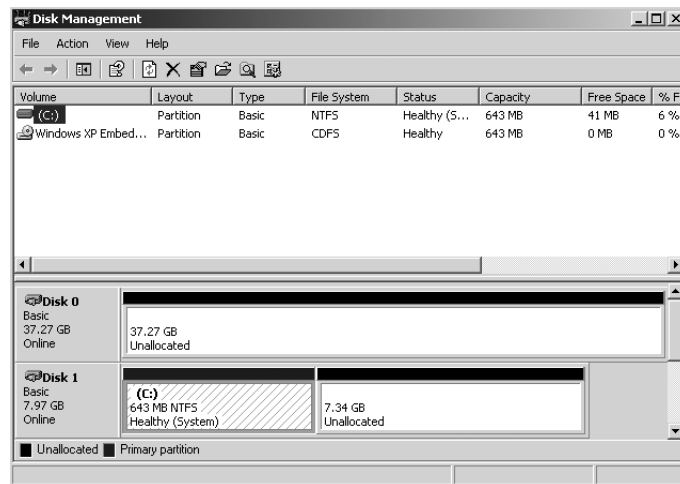 Disk Management
File Action View Help
Volume Layout Type File System Status Capacity Free Space % F
(C:) Partition Basic NTFS Healthy (S... 643 MB 41 MB 6 %
Windows XP Embed... Partition Basic CDFS Healthy 643 MB 0 MB 0 %
Disk 0
Basic
37.27 GB
Online
37.27 GB
Unallocated
Disk 1
Basic
7.97 GB
Online
(C:)
643 MB NTFS
Healthy (System)
7.34 GB
Unallocated
Unallocated Primary partition